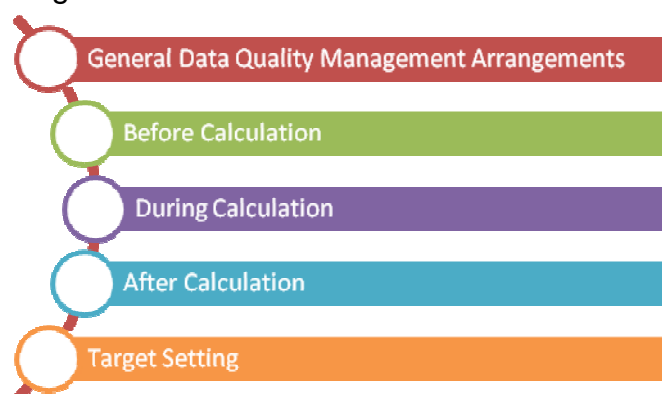 General Data Quality Management Arrangements
Before Calculation
During Calculation
After Calculation
Target Setting